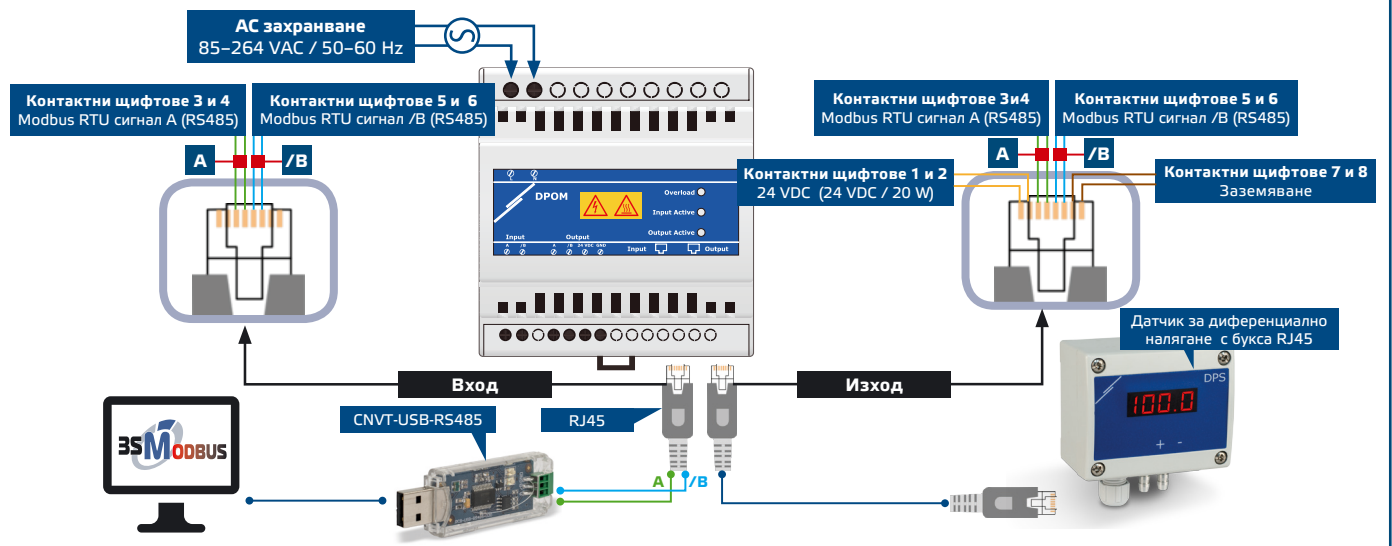 АС захранване
85–264 VAC / 50–60 Hz
Контактни щифтове 3 и 4
Modbus RTU сигнал A (RS485)
Контактни щифтове 5 и 6
Modbus RTU сигнал /B (RS485)
A
/B
Контактни щифтове 3и4
Modbus RTU сигнал A (RS485)
Контактни щифтове 5 и 6
Modbus RTU сигнал /B (RS485)
A
/B
Контактни щифтове 1 и 2
24 VDC (24 VDC / 20 W)
Контактни щифтове 7 и 8
Заземяване
L N
DPOM
Overload
Input Active
Output Active
Input Output
A /B A /B 24 VDC GND
Input Output
Датчик за диференциално
налягане с букса RJ45
Вход
Изход
CNVT-USB-RS485
RJ45
3SMODBUS
A /B
DPS
100.0
+ -